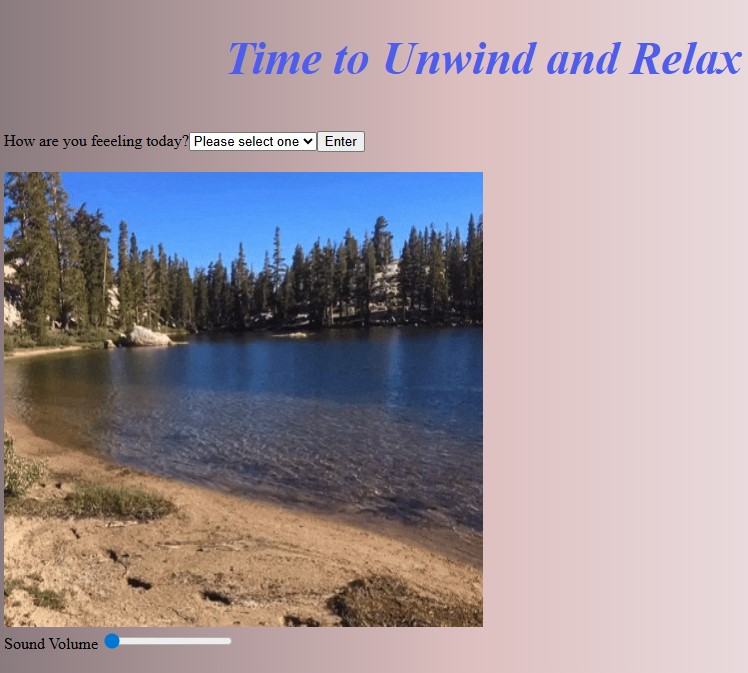 Time to Unwind and Relax
How are you feeeling today? Please select one Enter
Sound Volume